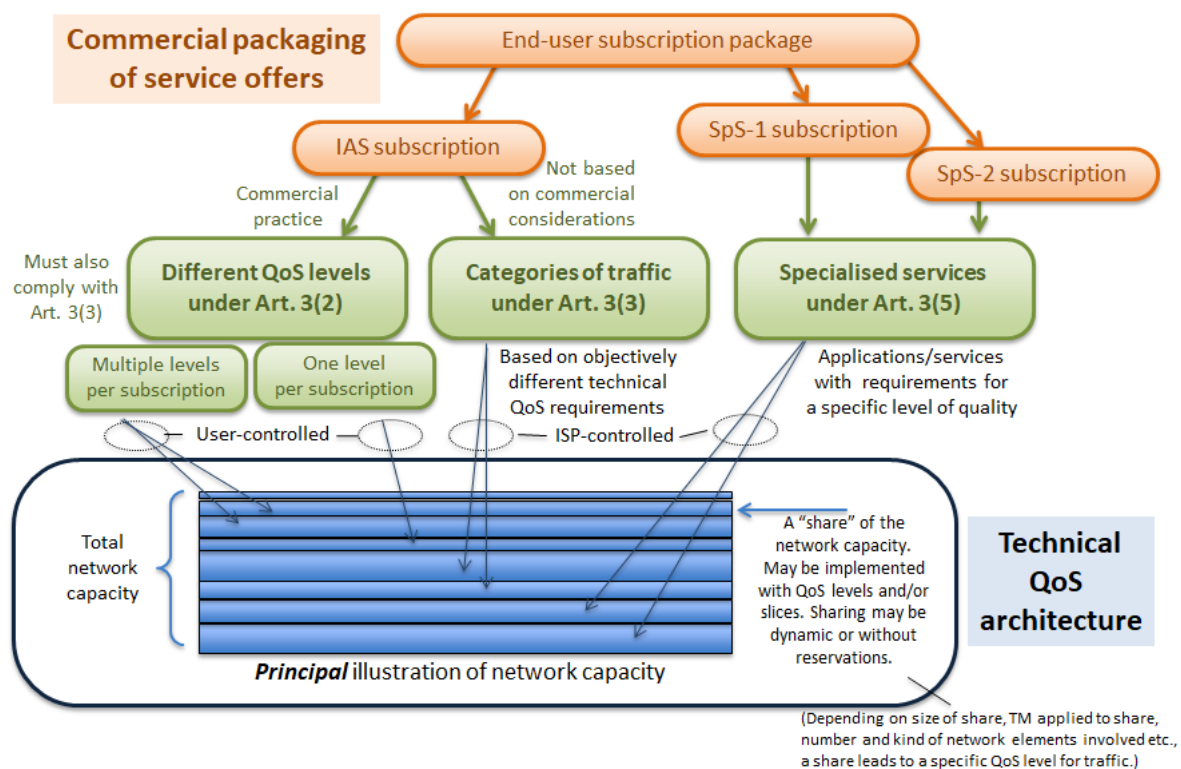 Commercial packaging
of service offers
End-user subscription package
IAS subscription
SpS-1 subscription
SpS-2 subscription
Commercial
practice
Not based
on commercial
considerations
Must also
comply with
Art. 3(3)
Different QoS levels
under Art. 3(2)
Categories of traffic
under Art. 3(3)
Specialised services
under Art. 3(5)
Multiple levels
per subscription
One level
per subscription
Based on objectively
different technical
QoS requirements
Applications/services
with requirements for
a specific level of quality
User-controlled
ISP-controlled
Total
network
capacity
A “share” of the
network capacity.
May be implemented
with QoS levels and/or
slices. Sharing may be
dynamic or without
reservations.
Technical
QoS
architecture
Principal illustration of network capacity
(Depending on size of share, TM applied to share,
number and kind of network elements involved etc.,
a share leads to a specific QoS level for traffic.)